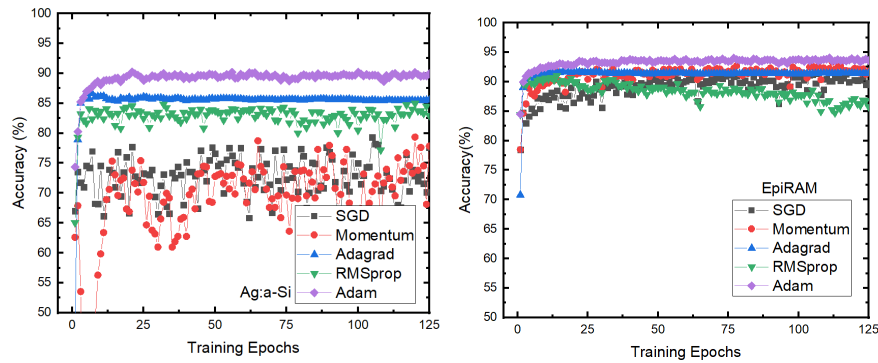 100
95
90
85
80
75
70
65
60
55
50
Accuracy (%)
0
25
50
75
100
125
Training Epochs
Ag:a-Si
SGD
Momentum
Adagrad
RMSprop
Adam
100
95
90
85
80
75
70
65
60
55
50
Accuracy(%)
0
25
50
75
100
125
Training Epochs
EpiRAM
SGD
Momentum
Adagrad
RMSprop
Adam